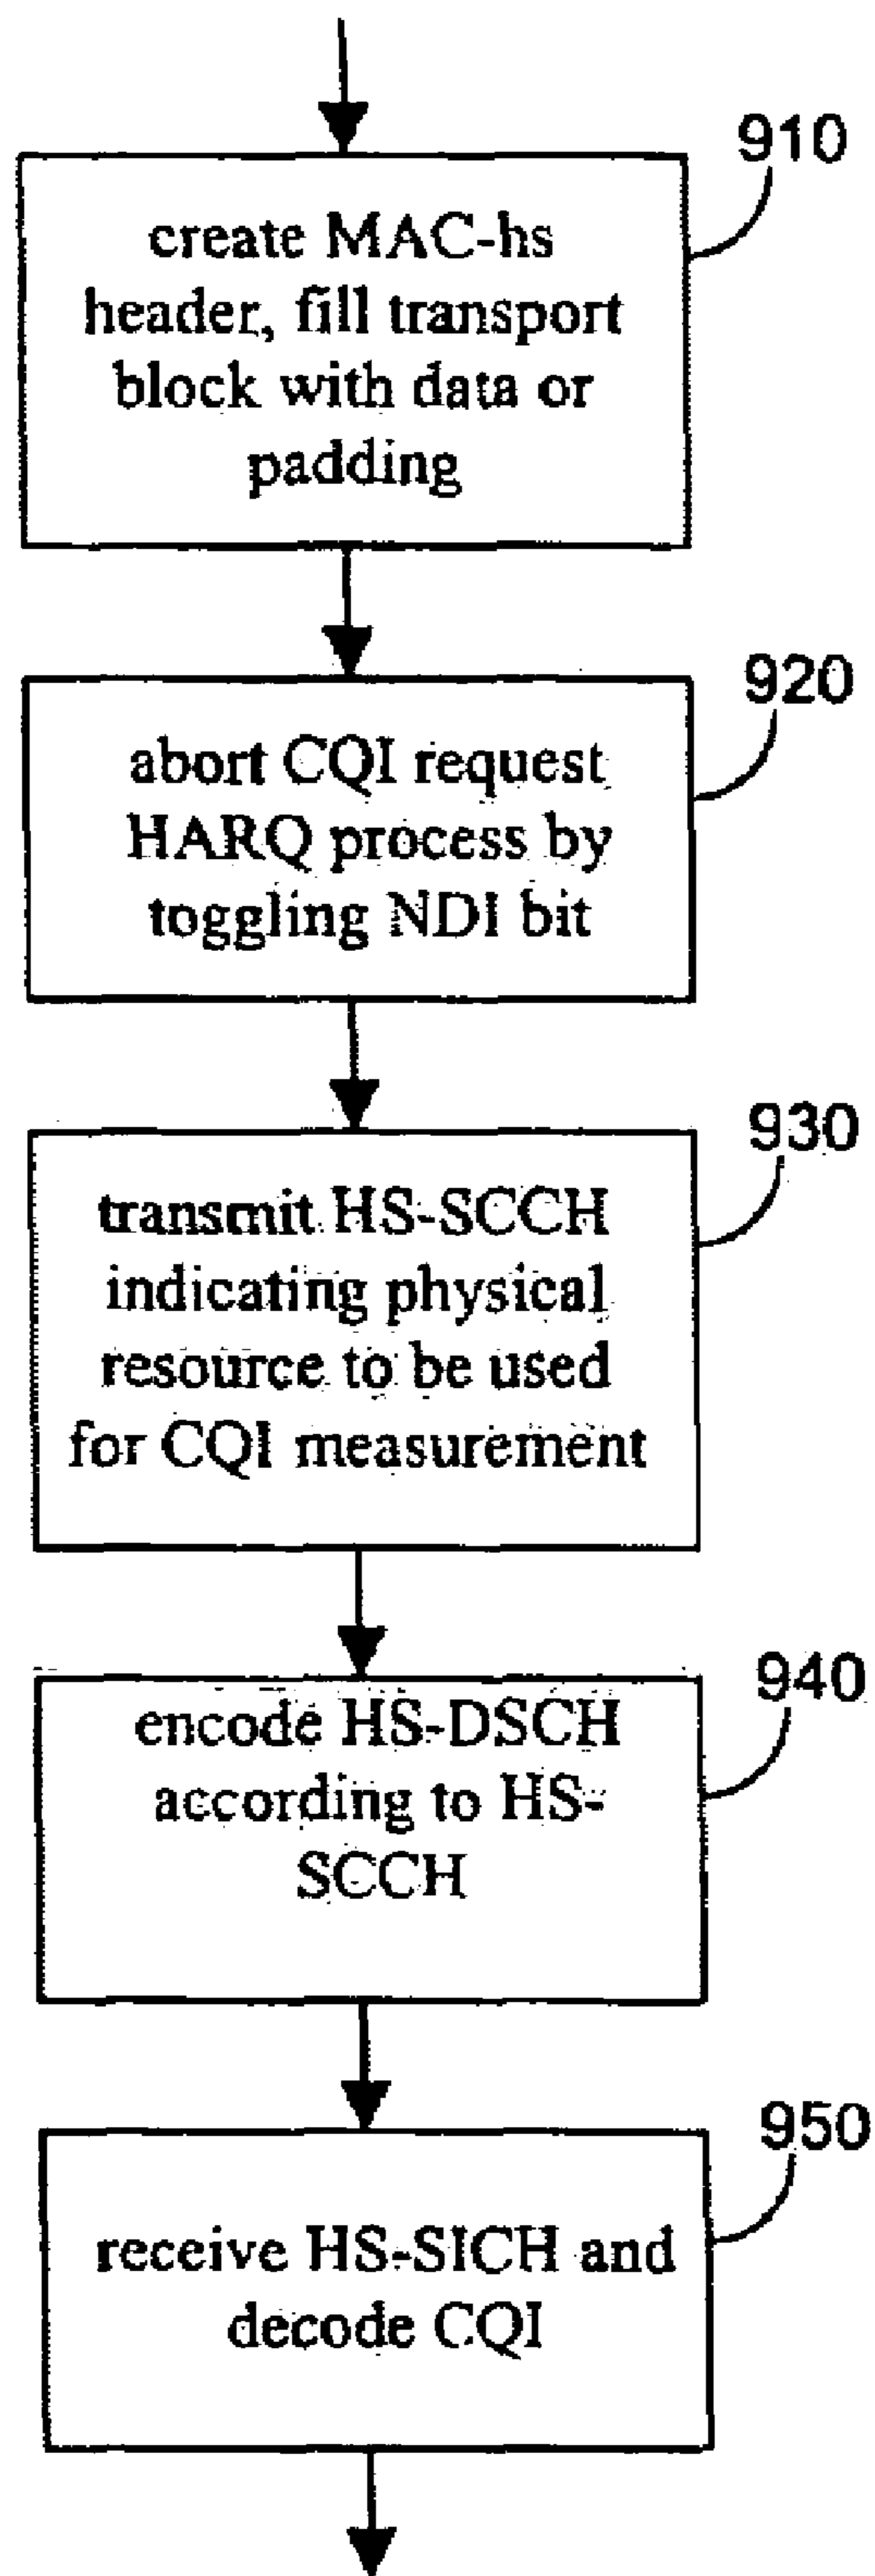 910
create MAC-hs
header, fill transport
block with data or
padding
920
abort CQI request
HARQ process by
toggling NDI bit
930
transmit HS-SCCH
indicating physical
resource to be used
for CQI measurement
940
encode HS-DSCH
according to HS-
SCCH
950
receive HS-SICH and
decode CQI